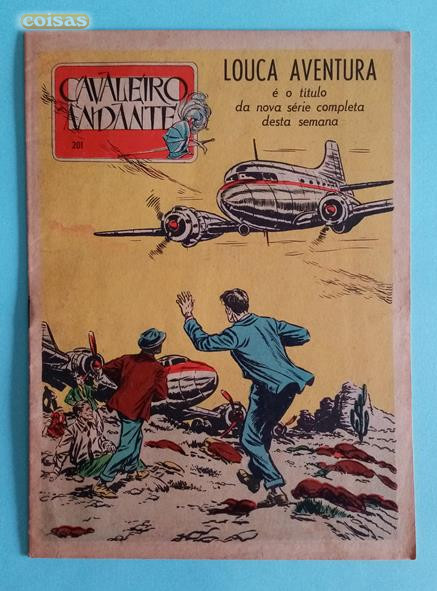 coisas
CAVALEIRO
ANDANTE
201
LOUCA AVENTURA
é o título
da nova série completa
desta semana